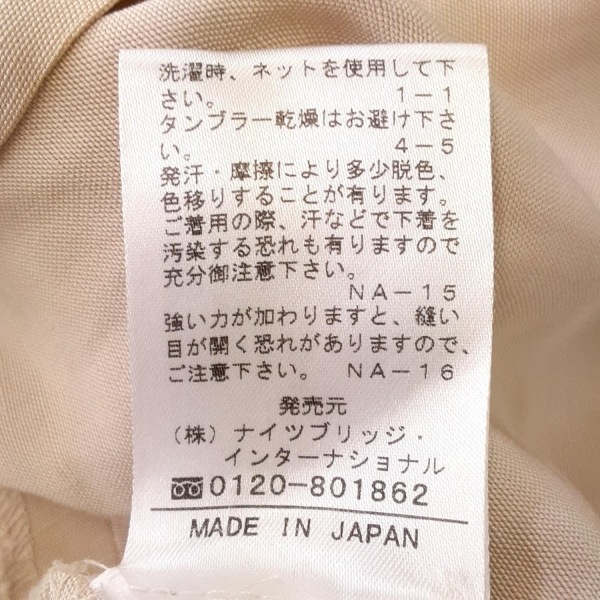 洗濯時、ネットを使用して下
さい。 1－1
タンブラー乾燥はお避け下さ
い。 4－5
発汗・摩擦により多少脱色、
色移りすることが有ります。
ご着用の際、汗などで下着を
汚染する恐れも有りますので
充分御注意下さい。
NA－15
強い力が加わりますと、縫い
目が開く恐れがありますので、
ご注意下さい。 NA－16
発売元
（株）ナイツブリッジ・
インターナショナル
0120-801862
MADE IN JAPAN